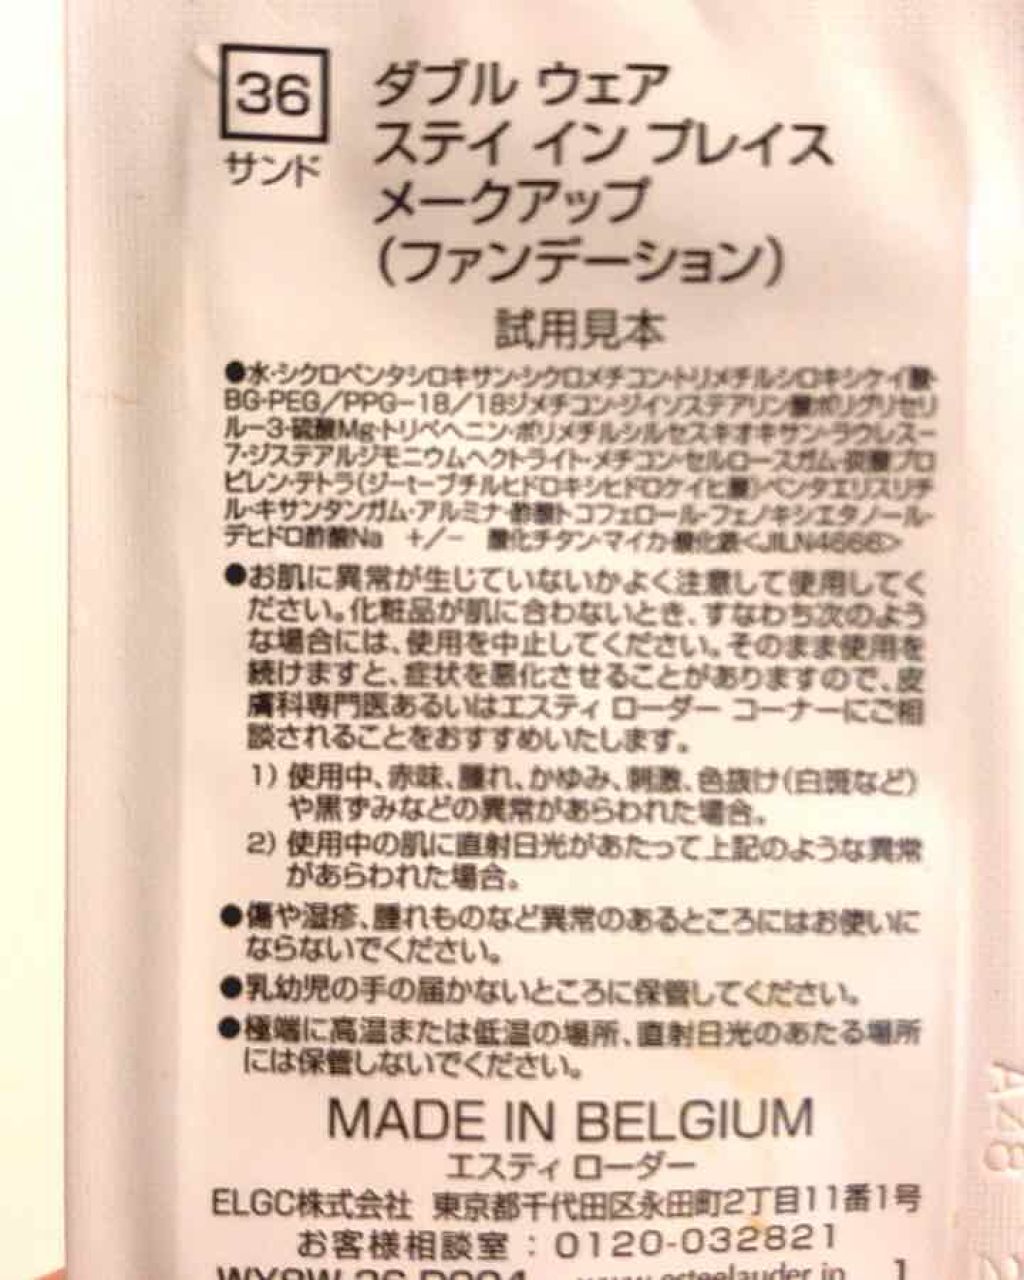 36
サンド
ダブル ウェア
ステイ イン プレイス
メークアップ
(ファンデーション)
試用見本
●水･シクロペンタシロキサン･シクロメチコン･トリメチルシロキシケイ酸･
BG･PEG/PPG−18/18ジメチコン･ジイソステアリン酸ポリグリセリ
ル−3･硫酸Mg･トリベヘニン･ポリメチルシルセスキオキサン･ラウレス−
7･ジステアルジモニウムヘクトライト･メチコン･セルロースガム･炭酸プロ
ピレン･テトラ(ジ−t−ブチルヒドロキシヒドロケイヒ酸)ペンタエリスリチ
ル･キサンタンガム･アルミナ･酢酸トコフェロール･フェノキシエタノール･
デヒドロ酢酸Na +/− 酸化チタン･マイカ･酸化鉄<JILN4666>
●お肌に異常が生じていないかよく注意して使用してく
ださい。化粧品が肌に合わないとき、すなわち次のよう
な場合には、使用を中止してください。そのまま使用を
続けますと、症状を悪化させることがありますので、皮
膚科専門医あるいはエスティ ローダー コーナーにご相
談されることをおすすめいたします。
1) 使用中、赤味、腫れ、かゆみ、刺激、色抜け(白斑など)
や黒ずみなどの異常があらわれた場合。
2) 使用中の肌に直射日光があたって上記のような異常
があらわれた場合。
●傷や湿疹、腫れものなど異常のあるところにはお使いに
ならないでください。
●乳幼児の手の届かないところに保管してください。
●極端に高温または低温の場所、直射日光のあたる場所
には保管しないでください。
MADE IN BELGIUM
エスティ ローダー
ELGC株式会社 東京都千代田区永田町2丁目11番1号
お客様相談室 : 0120-032821
www.esteelauder.jp 1